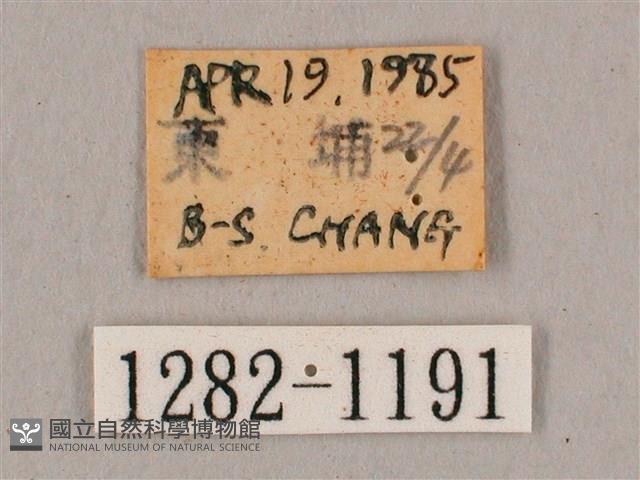 APR 19. 1985
東 埔 22/4
B-S. CHANG
1282-1191
國立自然科學博物館
NATIONAL MUSEUM OF NATURAL SCIENCE